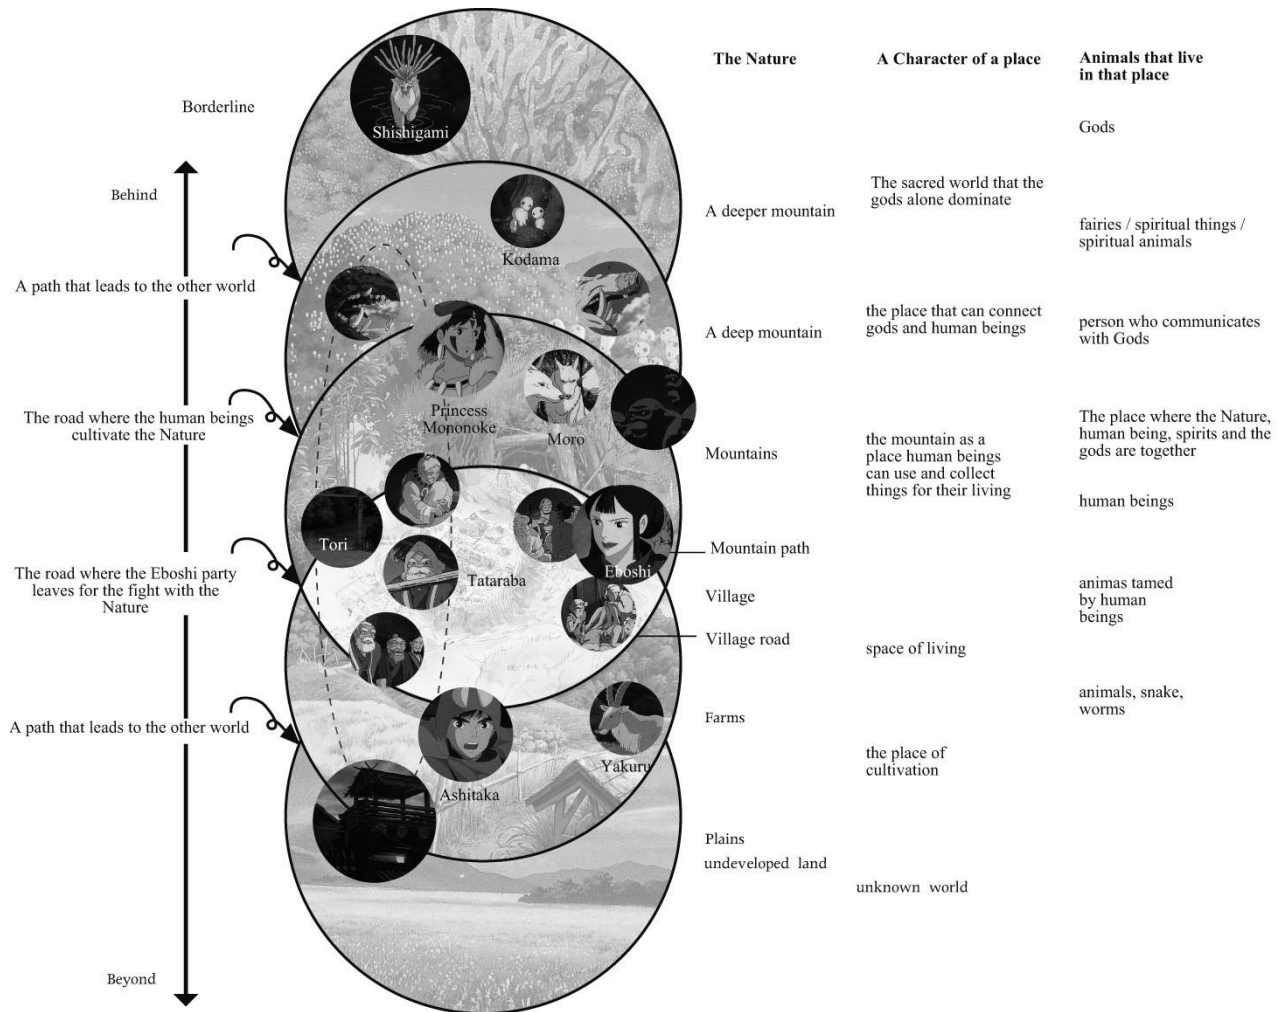 The Nature
A Character of a place
Animals that live
in that place
Borderline
Shishigami
Gods
Behind
The sacred world that the
gods alone dominate
A deeper mountain
fairies / spiritual things /
spiritual animals
Kodama
A path that leads to the other world
the place that can connect
gods and human beings
A deep mountain
person who communicates
with Gods
The road where the human beings
cultivate the Nature
Princess
Mononoke
Moro
The place where the Nature,
human being, spirits and the
gods are together
Mountains
the mountain as a
place human beings
can use and collect
things for their living
human beings
Tori
Mountain path
Eboshi
Tataraba
The road where the Eboshi party
leaves for the fight with the
Nature
Village
animas tamed
by human
beings
Village road
space of living
animals, snake,
worms
Farms
A path that leads to the other world
the place of
cultivation
Yakuru
Ashitaka
Plains
undeveloped land
unknown world
Beyond